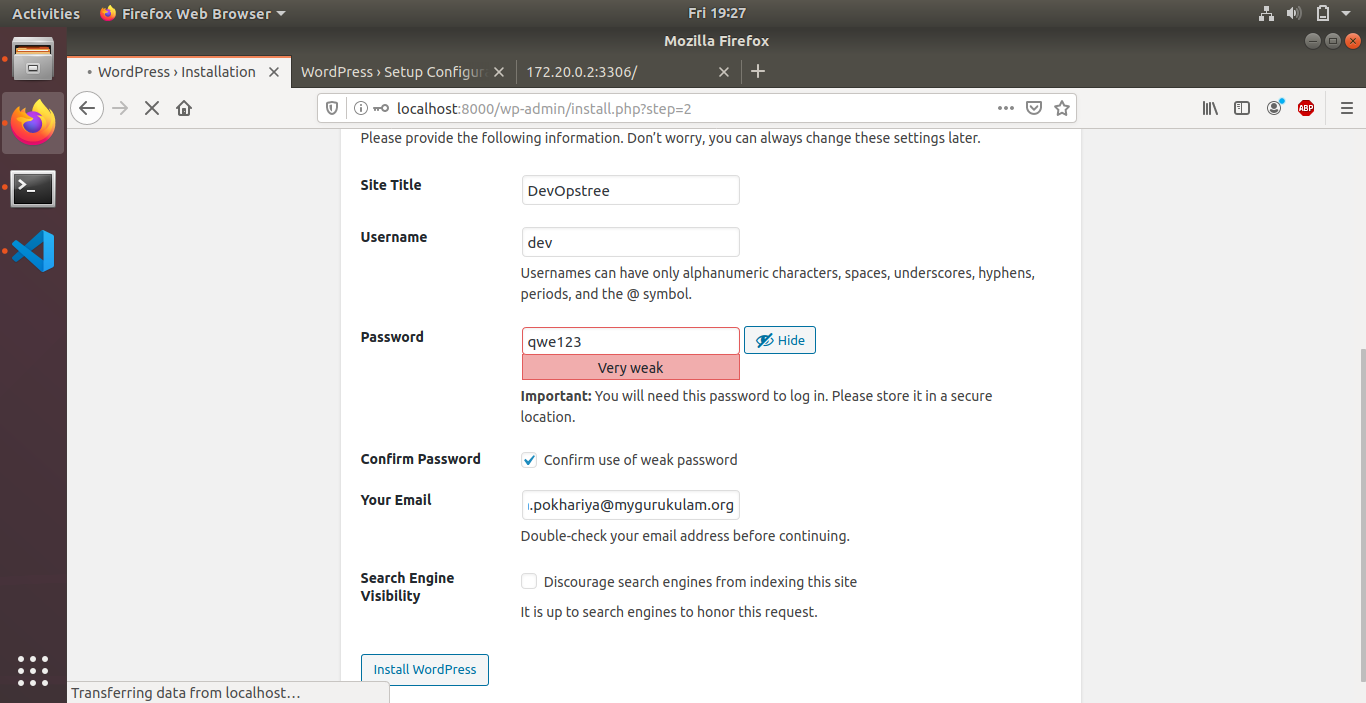 Activities
Firefox Web Browser
Fri 19:27
Mozilla Firefox
• WordPress › Installation
WordPress › Setup Configur
172.20.0.2:3306/
localhost:8000/wp-admin/install.php?step=2
ABP
Please provide the following information. Don’t worry, you can always change these settings later.
Site Title
DevOpstree
Username
dev
Usernames can have only alphanumeric characters, spaces, underscores, hyphens,
periods, and the @ symbol.
Password
qwe123
Hide
Very weak
Important: You will need this password to log in. Please store it in a secure
location.
Confirm Password
Confirm use of weak password
Your Email
.pokhariya@mygurukulam.org
Double-check your email address before continuing.
Search Engine
Visibility
Discourage search engines from indexing this site
It is up to search engines to honor this request.
Install WordPress
Transferring data from localhost…